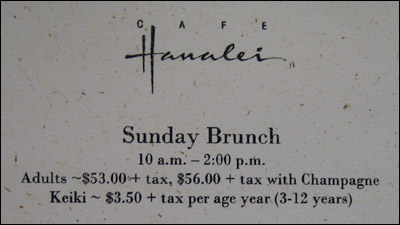 CAFE
Hanalei
Sunday Brunch
10 a.m. – 2:00 p.m.
Adults ~$53.00 + tax, $56.00 + tax with Champagne
Keiki ~ $3.50 + tax per age year (3-12 years)